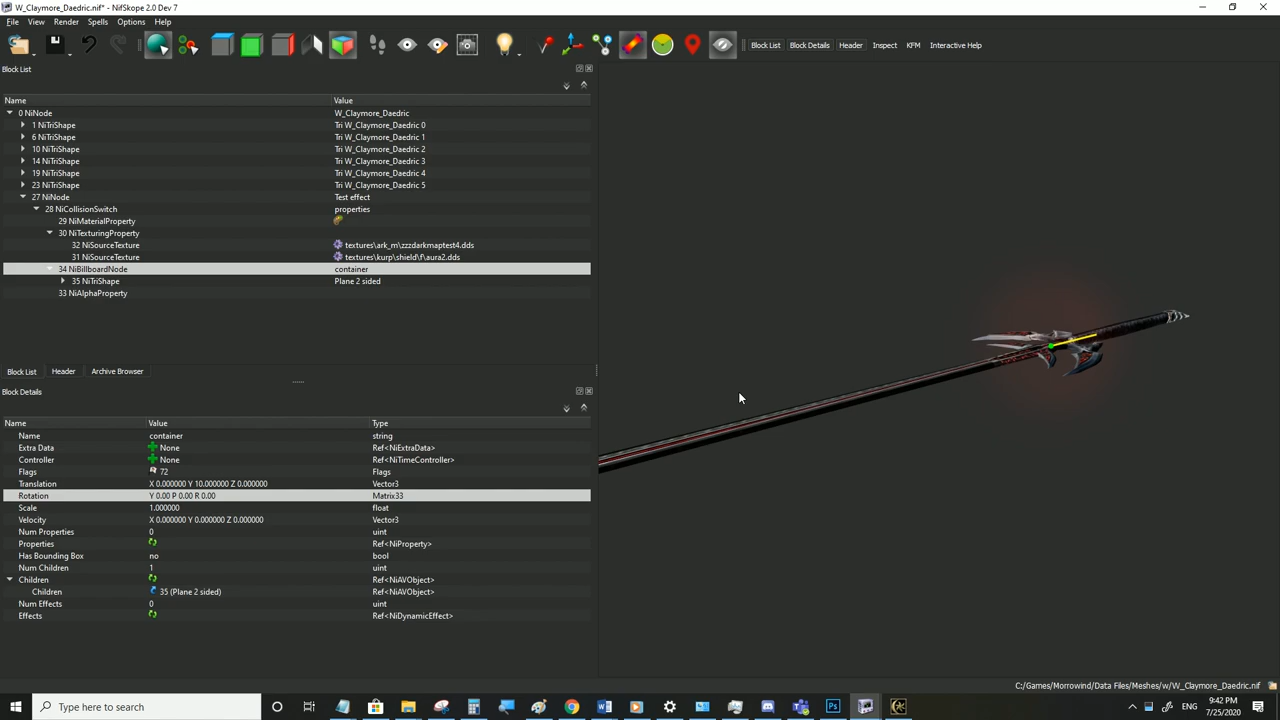 W_Claymore_Daedric.nif* - NifSkope 2.0 Dev 7
File View Render Spells Options Help
Block List Block Details Header Inspect KFM Interactive Help
Block List
Name Value
0 NiNode W_Claymore_Daedric
1 NiTriShape Tri W_Claymore_Daedric 0
6 NiTriShape Tri W_Claymore_Daedric 1
10 NiTriShape Tri W_Claymore_Daedric 2
14 NiTriShape Tri W_Claymore_Daedric 3
19 NiTriShape Tri W_Claymore_Daedric 4
23 NiTriShape Tri W_Claymore_Daedric 5
27 NiNode Test effect
28 NiCollisionSwitch properties
29 NiMaterialProperty
30 NiTexturingProperty
32 NiSourceTexture textures\ark_m\zzzdarkmaptest4.dds
31 NiSourceTexture textures\kurp\shield\f\aura2.dds
34 NiBillboardNode container
35 NiTriShape Plane 2 sided
33 NiAlphaProperty
Block List Header Archive Browser
Block Details
Name Value Type
Name container string
Extra Data None Ref<NiExtraData>
Controller None Ref<NiTimeController>
Flags 72 Flags
Translation X 0.000000 Y 10.000000 Z 0.000000 Vector3
Rotation Y 0.00 P 0.00 R 0.00 Matrix33
Scale 1.000000 float
Velocity X 0.000000 Y 0.000000 Z 0.000000 Vector3
Num Properties 0 uint
Properties Ref<NiProperty>
Has Bounding Box no bool
Num Children 1 uint
Children Ref<NiAVObject>
Children 35 (Plane 2 sided) Ref<NiAVObject>
Num Effects 0 uint
Effects Ref<NiDynamicEffect>
C:/Games/Morrowind/Data Files/Meshes/w/W_Claymore_Daedric.nif
Type here to search
ENG
9:42 PM
7/25/2020